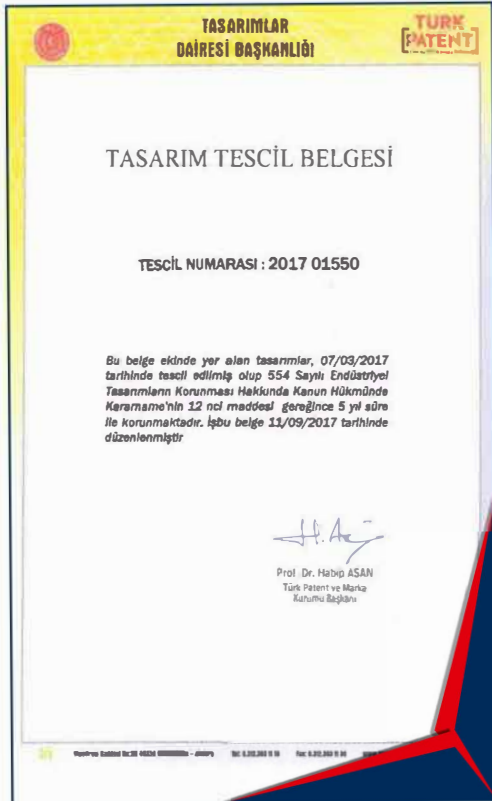 TASARIMLAR
DAİRESİ BAŞKANLIĞI
TÜRK
PATENT
TASARIM TESCİL BELGESİ
TESCİL NUMARASI : 2017 01550
Bu belge ekinde yer alan tasarımlar, 07/03/2017
tarihinde tescil edilmiş olup 554 Sayılı Endüstriyel
Tasarımların Korunması Hakkında Kanun Hükmünde
Kararname'nin 12 nci maddesi gereğince 5 yıl süre
ile korunmaktadır. İşbu belge 11/09/2017 tarihinde
düzenlenmiştir
H. A
Prof. Dr. Habip ASAN
Türk Patent ve Marka
Kurumu Başkanı